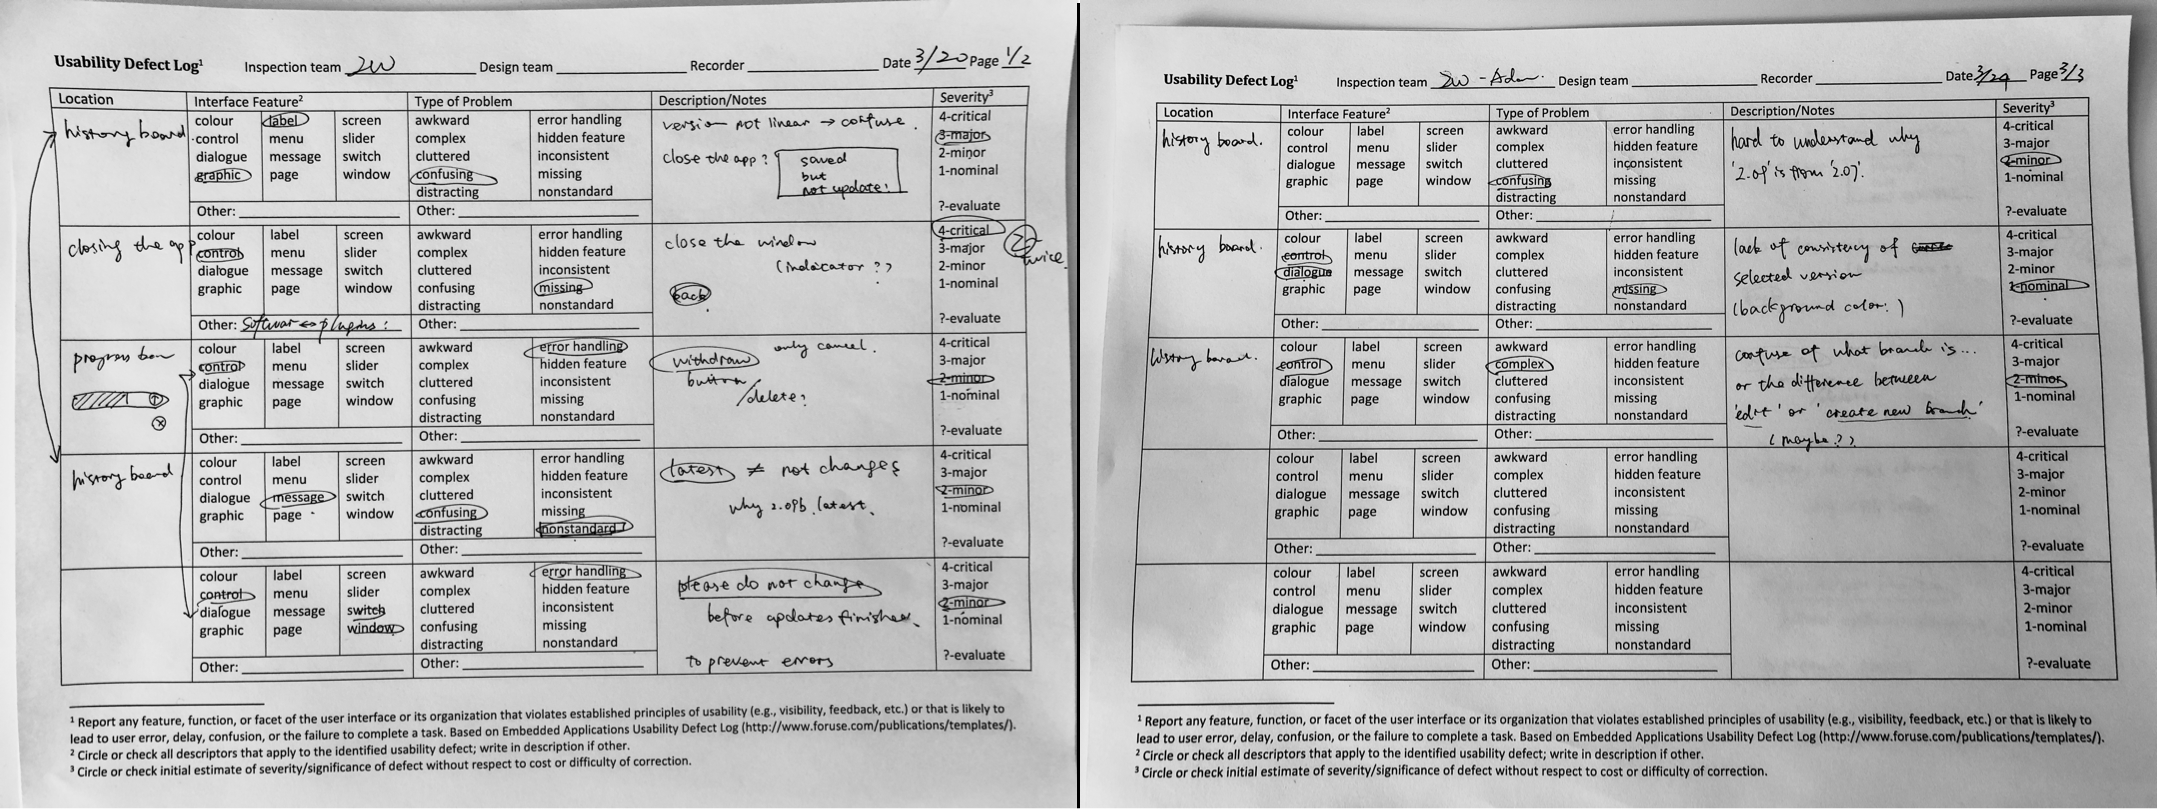 Usability Defect Log¹ Inspection team ZW Design team Recorder Date 3/20 Page 1/2
Location Interface Feature² Type of Problem Description/Notes Severity³
history board colour label screen awkward error handling version not linear → confuse. 4-critical
control menu slider complex hidden feature 3-major
dialogue message switch cluttered inconsistent close the app? saved 2-minor
graphic page window confusing missing but 1-nominal
distracting nonstandard not update!
Other: Other: ?-evaluate
closing the app colour label screen awkward error handling close the window 4-critical
control menu slider complex hidden feature (indacator??) 3-major twice
dialogue message switch cluttered inconsistent 2-minor
graphic page window confusing missing back 1-nominal
distracting nonstandard
Other: Softwar ↔ plugins: Other: ?-evaluate
progress colour label screen awkward error handling only cancel. 4-critical
control menu slider complex hidden feature withdraw 3-major
dialogue message switch cluttered inconsistent button 2-minor
graphic page window confusing missing /delete? 1-nominal
distracting nonstandard
Other: Other: ?-evaluate
history board colour label screen awkward error handling latest ≠ not changes 4-critical
control menu slider complex hidden feature 3-major
dialogue message switch cluttered inconsistent why 2.0pb latest. 2-minor
graphic page window confusing missing 1-nominal
distracting nonstandard ?
Other: Other: ?-evaluate
colour label screen awkward error handling please do not change 4-critical
control menu slider complex hidden feature 3-major
dialogue message switch cluttered inconsistent before updates finished. 2-minor
graphic page window confusing missing 1-nominal
distracting nonstandard
Other: Other: to prevent errors ?-evaluate
¹ Report any feature, function, or facet of the user interface or its organization that violates established principles of usability (e.g., visibility, feedback, etc.) or that is likely to
lead to user error, delay, confusion, or the failure to complete a task. Based on Embedded Applications Usability Defect Log (http://www.foruse.com/publications/templates/).
² Circle or check all descriptors that apply to the identified usability defect; write in description if other.
³ Circle or check initial estimate of severity/significance of defect without respect to cost or difficulty of correction.
Usability Defect Log¹ Inspection team ZW - Adam. Design team Recorder Date 3/29 Page 3/3
Location Interface Feature² Type of Problem Description/Notes Severity³
history board. colour label screen awkward error handling hard to understand why 4-critical
control menu slider complex hidden feature 3-major
dialogue message switch cluttered inconsistent '2.0f' is from '2.0'. 2-minor
graphic page window confusing missing 1-nominal
distracting nonstandard
Other: Other: ?-evaluate
history board. colour label screen awkward error handling lack of consistency of 4-critical
control menu slider complex hidden feature 3-major
dialogue message switch cluttered inconsistent selected version 2-minor
graphic page window confusing missing 1-nominal
distracting nonstandard (background color!)
Other: Other: ?-evaluate
history board. colour label screen awkward error handling confuse of what branch is... 4-critical
control menu slider complex hidden feature 3-major
dialogue message switch cluttered inconsistent or the difference between 2-minor
graphic page window confusing missing 1-nominal
distracting nonstandard 'edit' or 'create new branch'
Other: Other: (maybe??) ?-evaluate
colour label screen awkward error handling 4-critical
control menu slider complex hidden feature 3-major
dialogue message switch cluttered inconsistent 2-minor
graphic page window confusing missing 1-nominal
distracting nonstandard
Other: Other: ?-evaluate
colour label screen awkward error handling 4-critical
control menu slider complex hidden feature 3-major
dialogue message switch cluttered inconsistent 2-minor
graphic page window confusing missing 1-nominal
distracting nonstandard
Other: Other: ?-evaluate
¹ Report any feature, function, or facet of the user interface or its organization that violates established principles of usability (e.g., visibility, feedback, etc.) or that is likely to
lead to user error, delay, confusion, or the failure to complete a task. Based on Embedded Applications Usability Defect Log (http://www.foruse.com/publications/templates/).
² Circle or check all descriptors that apply to the identified usability defect; write in description if other.
³ Circle or check initial estimate of severity/significance of defect without respect to cost or difficulty of correction.